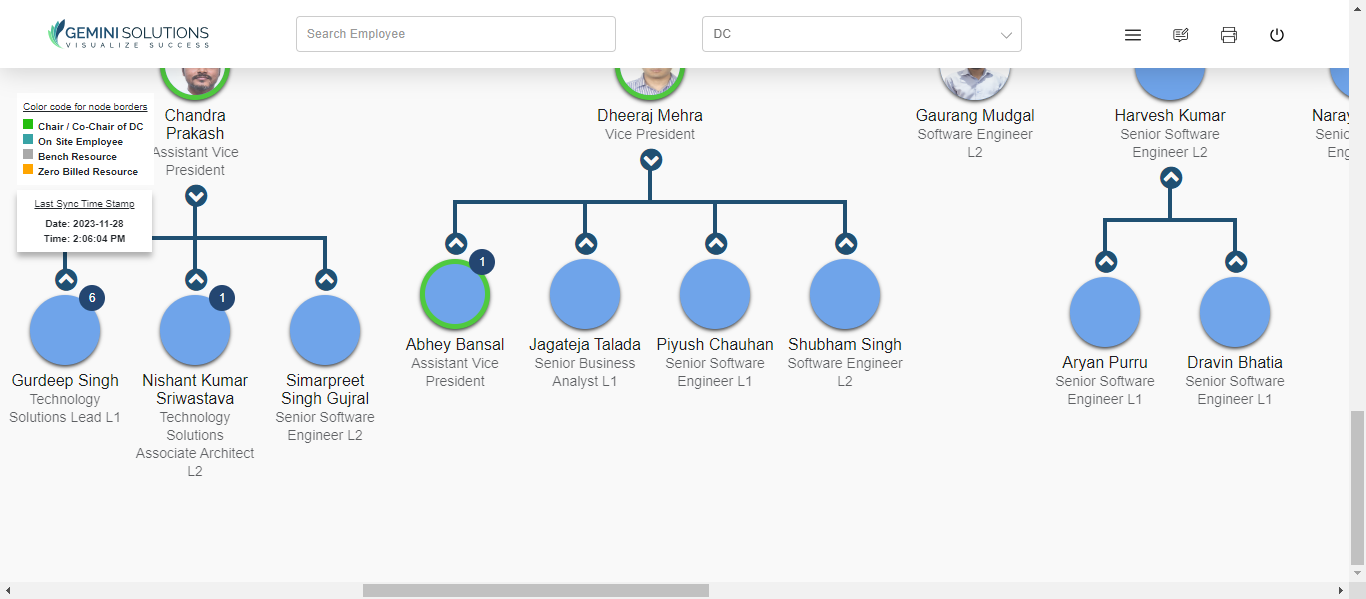 GEMINI SOLUTIONS
VISUALIZE SUCCESS
Search Employee
DC
Color code for node borders
Chair / Co-Chair of DC
On Site Employee
Bench Resource
Zero Billed Resource
Last Sync Time Stamp
Date: 2023-11-28
Time: 2:06:04 PM
Chandra
Prakash
Assistant Vice
President
Dheeraj Mehra
Vice President
Gaurang Mudgal
Software Engineer
L2
Harvesh Kumar
Senior Software
Engineer L2
6
Gurdeep Singh
Technology
Solutions Lead L1
1
Nishant Kumar
Sriwastava
Technology
Solutions
Associate Architect
L2
Simarpreet
Singh Gujral
Senior Software
Engineer L2
1
Abhey Bansal
Assistant Vice
President
Jagateja Talada
Senior Business
Analyst L1
Piyush Chauhan
Senior Software
Engineer L1
Shubham Singh
Software Engineer
L2
Aryan Purru
Senior Software
Engineer L1
Dravin Bhatia
Senior Software
Engineer L1